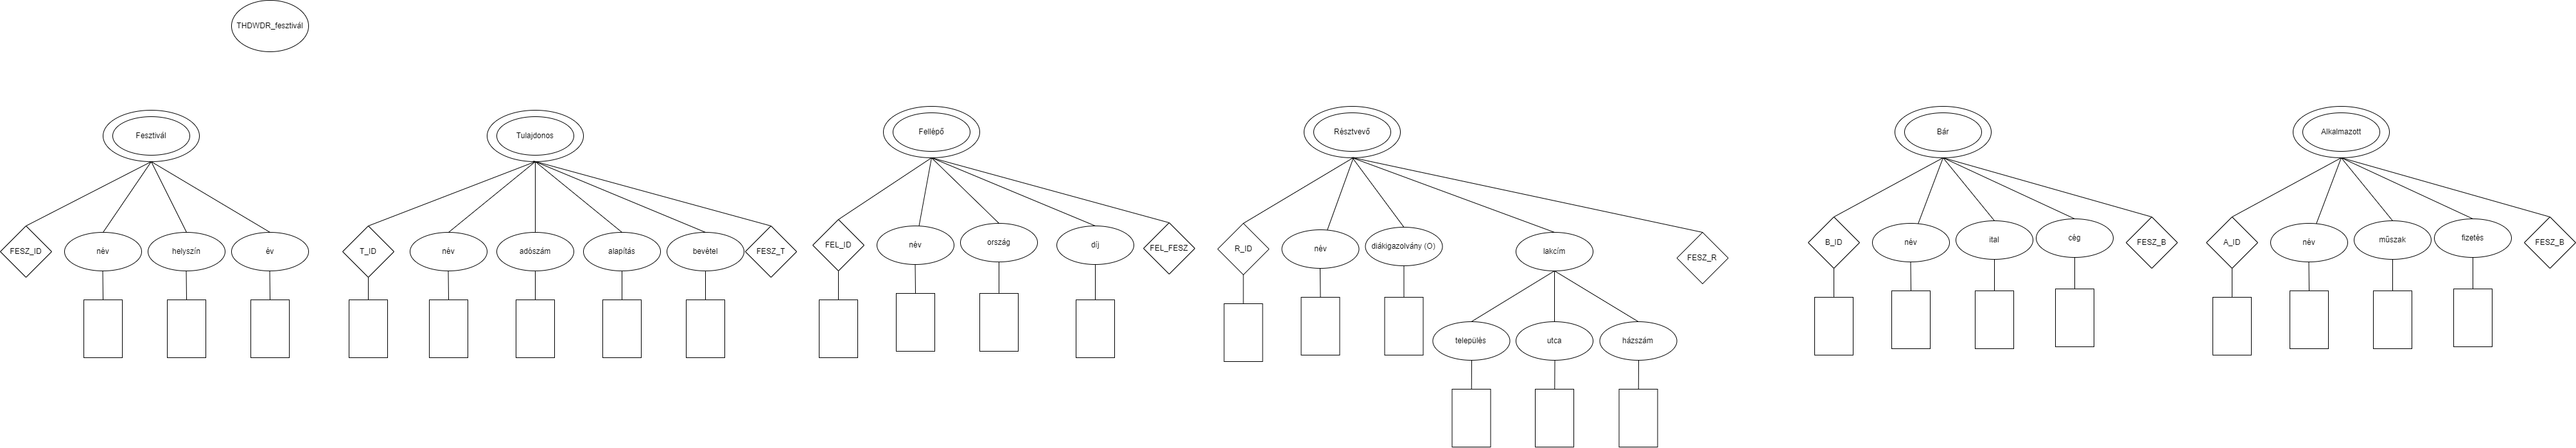 THDWDR_fesztivál
Fesztivál
Tulajdonos
Fellépő
Résztvevő
Bár
Alkalmazott
FESZ_ID
név
helyszín
év
T_ID
név
adószám
alapítás
bevétel
FESZ_T
FEL_ID
név
ország
díj
FEL_FESZ
R_ID
név
diákigazolvány (O)
lakcím
FESZ_R
B_ID
név
ital
cég
FESZ_B
A_ID
név
műszak
fizetés
FESZ_B
település
utca
házszám